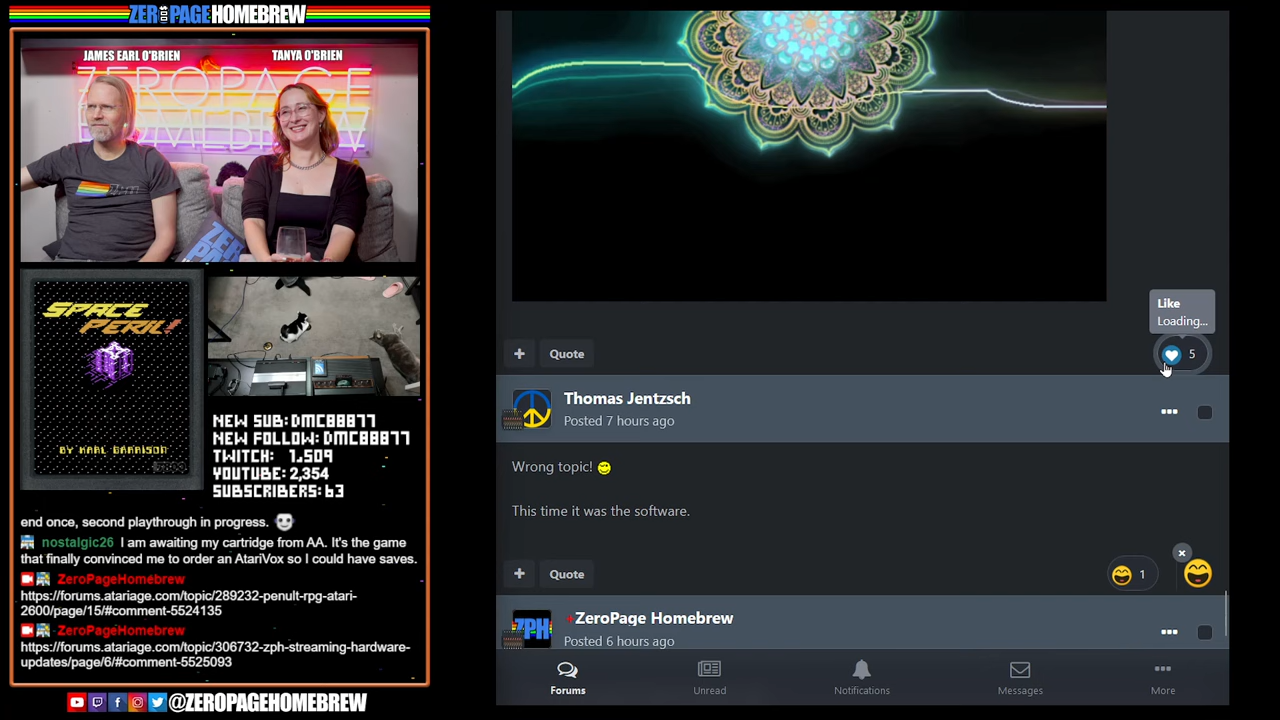 ZEROPAGE HOMEBREW
JAMES EARL O'BRIEN
TANYA O'BRIEN
ZEROPAGE
HOMEBREW
SPACE
PERIL!
BY KARL GARRISON
NEW SUB: DMC88877
NEW FOLLOW: DMC88877
TWITCH: 1,509
YOUTUBE: 2,354
SUBSCRIBERS: 63
end once, second playthrough in progress.
nostalgic26 I am awaiting my cartridge from AA. It's the game
that finally convinced me to order an AtariVox so I could have saves.
ZeroPageHomebrew
https://forums.atariage.com/topic/289232-penult-rpg-atari-
2600/page/15/#comment-5524135
ZeroPageHomebrew
https://forums.atariage.com/topic/306732-zph-streaming-hardware-
updates/page/6/#comment-5525093
@ZEROPAGEHOMEBREW
Like
Loading...
+ Quote
5
Thomas Jentzsch
Posted 7 hours ago
Wrong topic!
This time it was the software.
+ Quote
1
ZPH
ZeroPage Homebrew
Posted 6 hours ago
Forums
Unread
Notifications
Messages
More